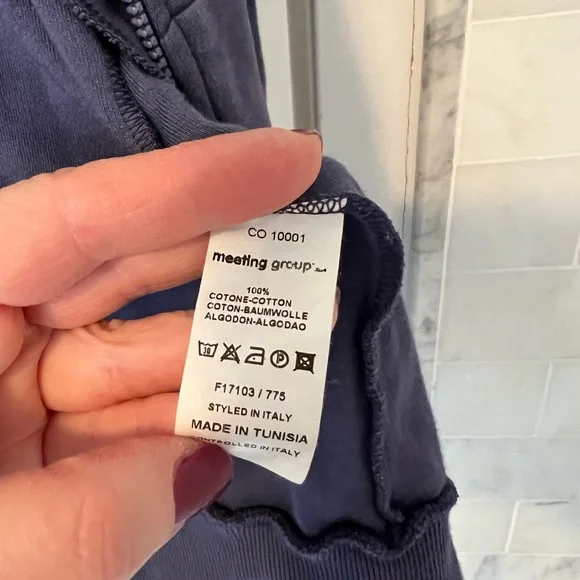 CO 10001
meeting group
100%
COTONE-COTTON
COTON-BAUMWOLLE
ALGODON-ALGODAO
30 P
F17103 / 775
STYLED IN ITALY
MADE IN TUNISIA
CONTROLLED IN ITALY